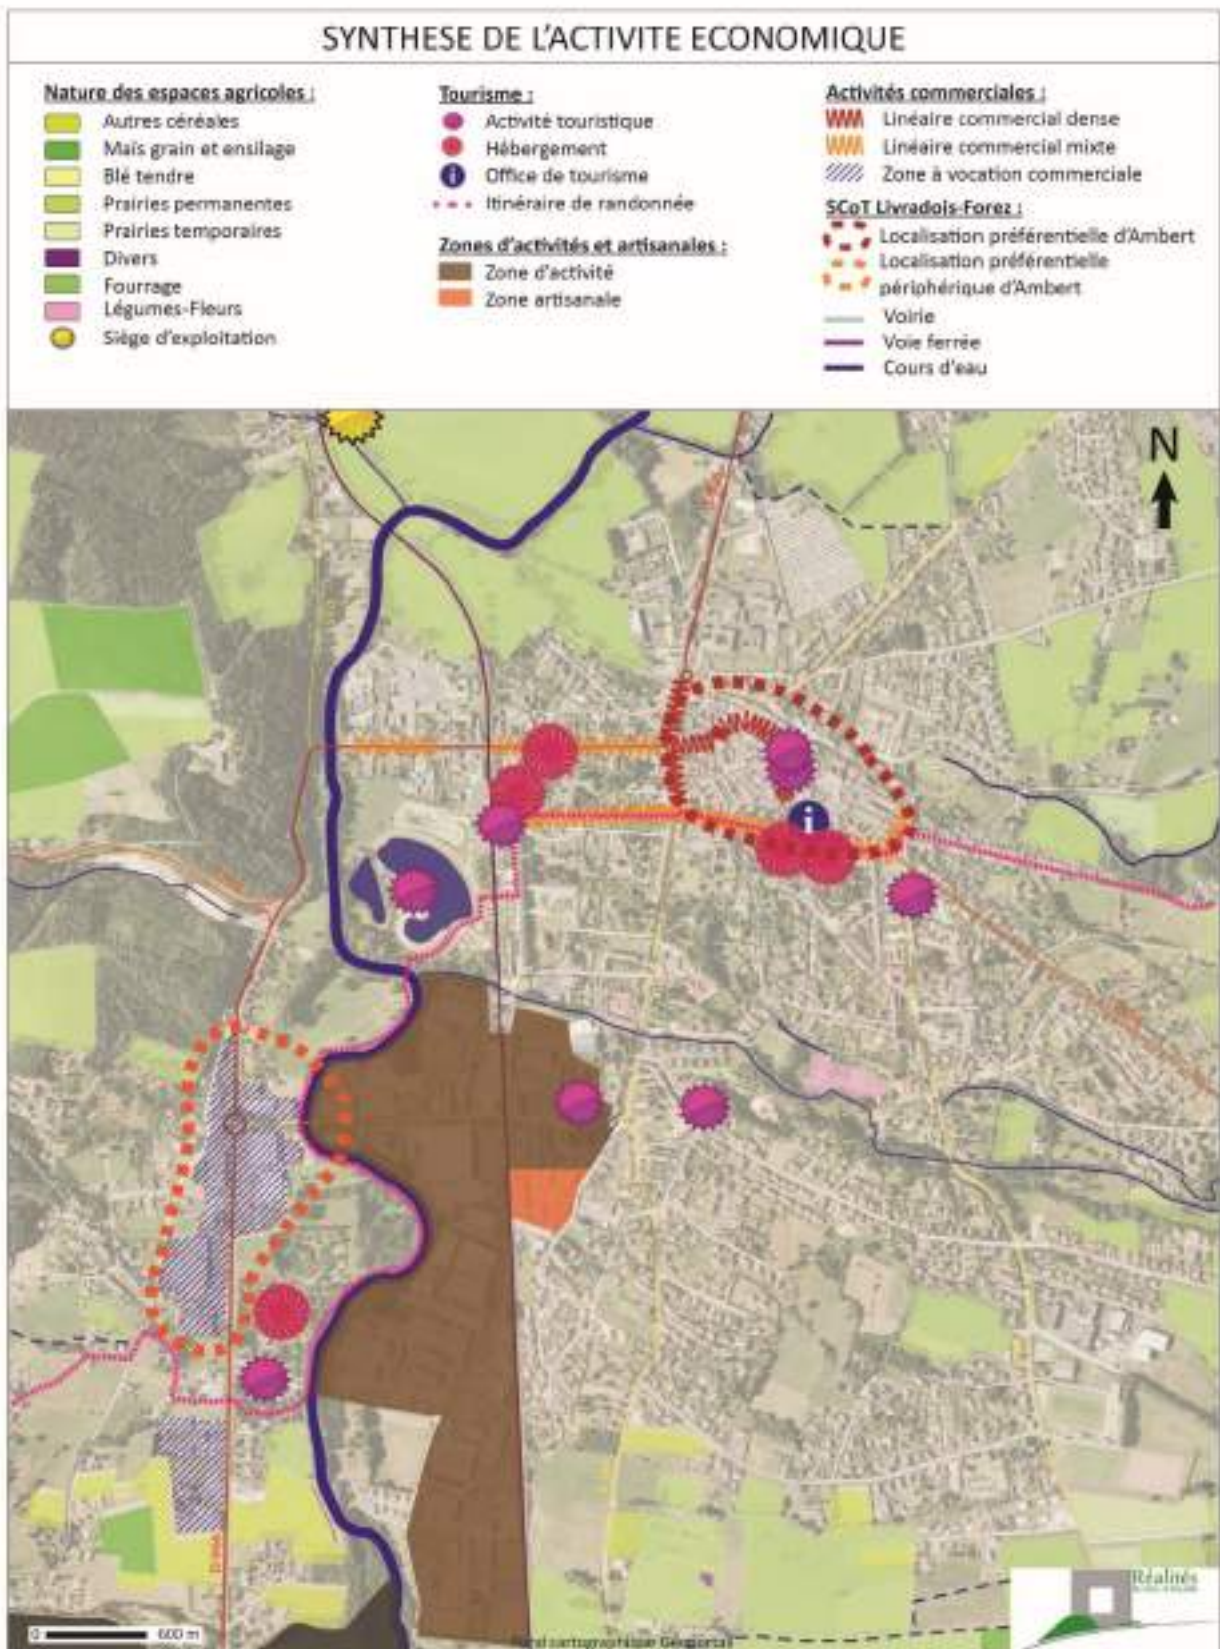 SYNTHESE DE L'ACTIVITE ECONOMIQUE
Nature des espaces agricoles :
Autres céréales
Maïs grain et ensilage
Blé tendre
Prairies permanentes
Prairies temporaires
Divers
Fourrage
Légumes-Fleurs
Siège d'exploitation
Tourisme :
Activité touristique
Hébergement
i Office de tourisme
Itinéraire de randonnée
Zones d'activités et artisanales :
Zone d'activité
Zone artisanale
Activités commerciales :
Linéaire commercial dense
Linéaire commercial mixte
Zone à vocation commerciale
SCoT Livradois-Forez :
Localisation préférentielle d'Ambert
Localisation préférentielle
périphérique d'Ambert
Voirie
Voie ferrée
Cours d'eau
N
i
Réalités
0 600 m
cartographique Géoportail